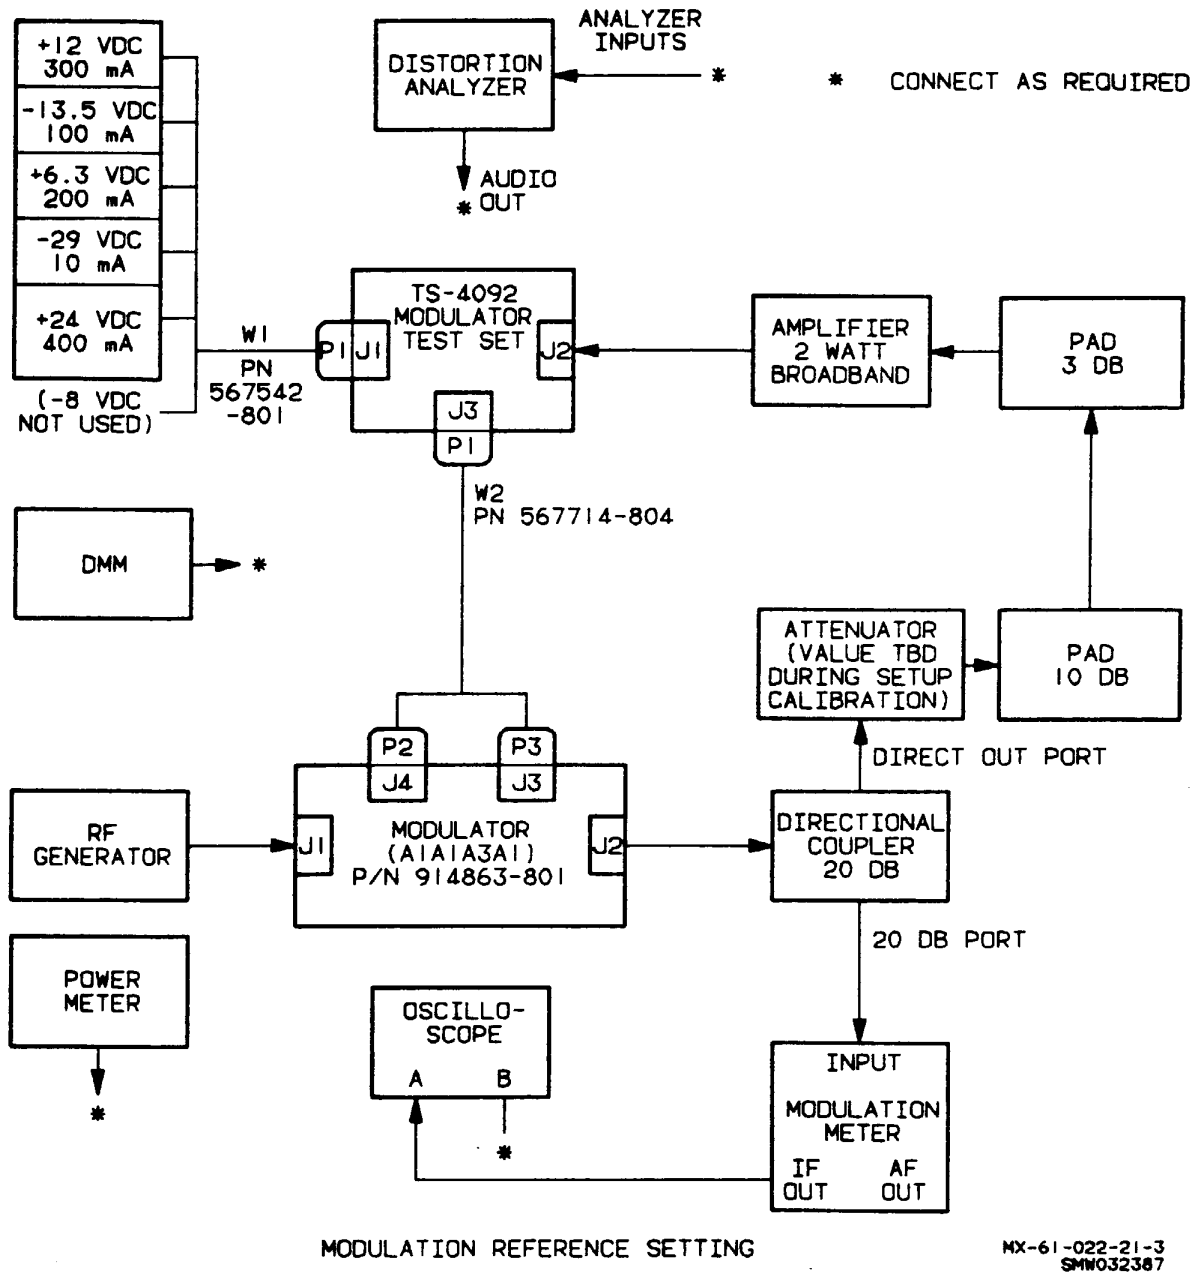 +12 VDC
300 mA
-13.5 VDC
100 mA
+6.3 VDC
200 mA
-29 VDC
10 mA
+24 VDC
400 mA
(-8 VDC
NOT USED)
DISTORTION
ANALYZER
ANALYZER
INPUTS
*
* CONNECT AS REQUIRED
AUDIO
OUT
*
W1
PN
567542
-801
P1
J1
TS-4092
MODULATOR
TEST SET
J2
J3
P1
AMPLIFIER
2 WATT
BROADBAND
PAD
3 DB
W2
PN 567714-804
DMM
*
ATTENUATOR
(VALUE TBD
DURING SETUP
CALIBRATION)
PAD
10 DB
DIRECT OUT PORT
P2
J4
P3
J3
RF
GENERATOR
J1
MODULATOR
(A1A1A3A1)
P/N 914863-801
J2
DIRECTIONAL
COUPLER
20 DB
20 DB PORT
POWER
METER
*
OSCILLO-
SCOPE
A B
*
INPUT
MODULATION
METER
IF
OUT
AF
OUT
MODULATION REFERENCE SETTING
MX-61-022-21-3
SMW032387